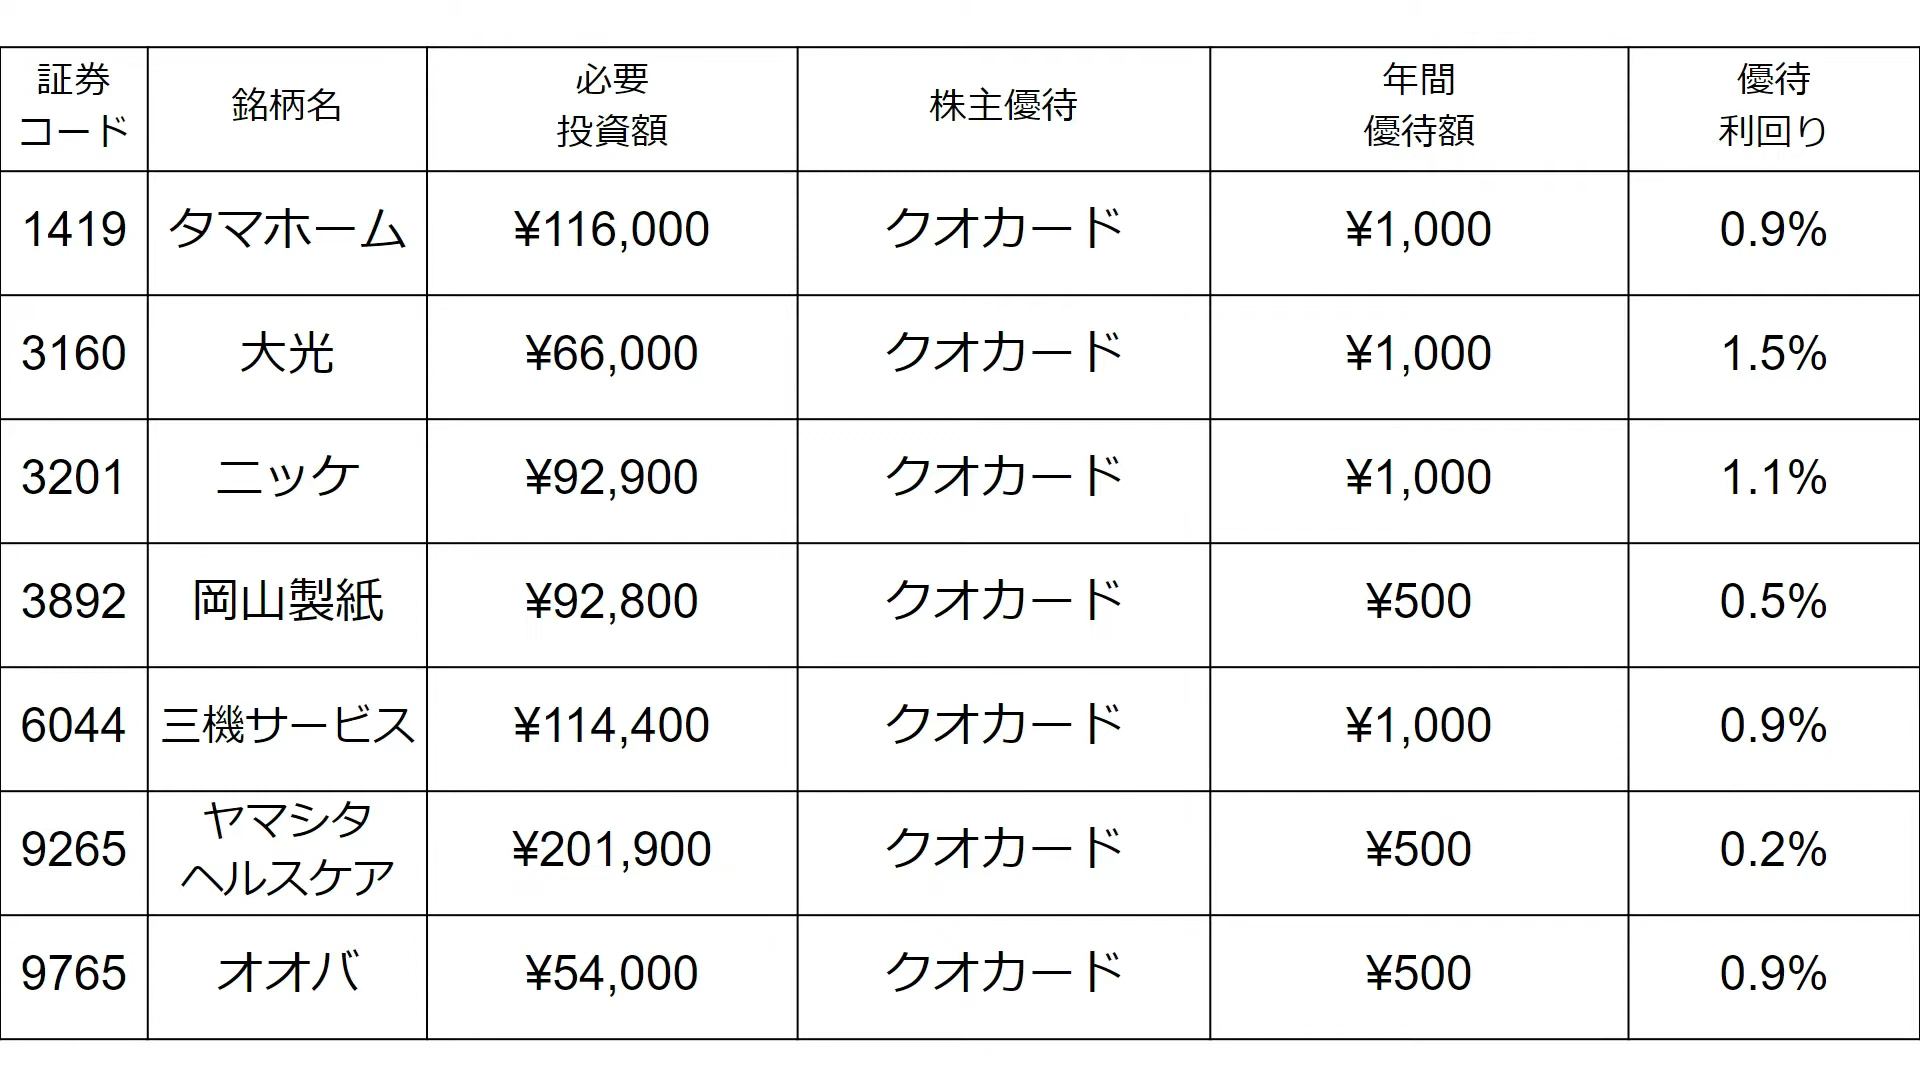 証券
コード
銘柄名
必要
投資額
株主優待
年間
優待額
優待
利回り
1419 タマホーム ¥116,000 クオカード ¥1,000 0.9%
3160 大光 ¥66,000 クオカード ¥1,000 1.5%
3201 ニッケ ¥92,900 クオカード ¥1,000 1.1%
3892 岡山製紙 ¥92,800 クオカード ¥500 0.5%
6044 三機サービス ¥114,400 クオカード ¥1,000 0.9%
9265
ヤマシタ
ヘルスケア
¥201,900 クオカード ¥500 0.2%
9765 オオバ ¥54,000 クオカード ¥500 0.9%